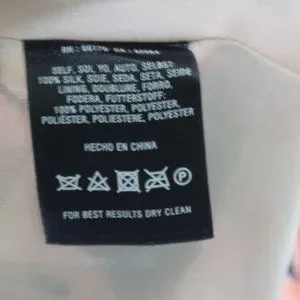 SELF, SOI, YO, AUTO, SELBST:
100% SILK, SOIE, SEDA, SETA, SEIDE
LINING, DOUBLURE, FORRO,
FODERA, FUTTERSTOFF:
100% POLYESTER, POLYESTER,
POLIÉSTER, POLIESTERE, POLYESTER
HECHO EN CHINA
P
FOR BEST RESULTS DRY CLEAN